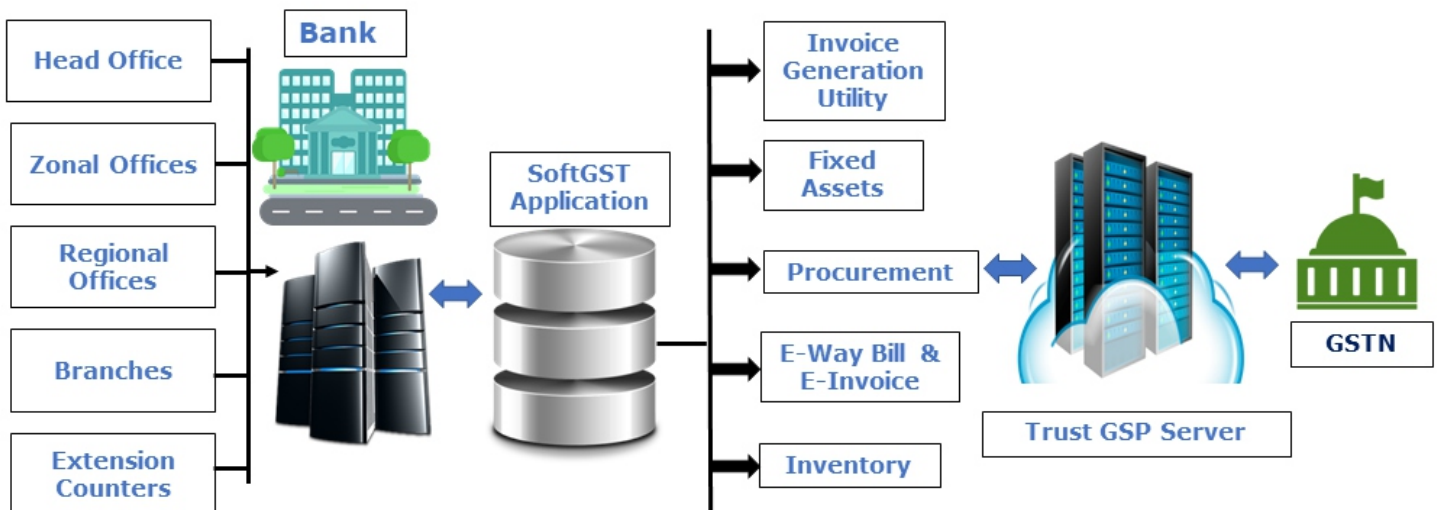 Head Office
Zonal Offices
Regional
Offices
Branches
Extension
Counters
Bank
SoftGST
Application
Invoice
Generation
Utility
Fixed
Assets
Procurement
E-Way Bill &
E-Invoice
Inventory
Trust GSP Server
GSTN